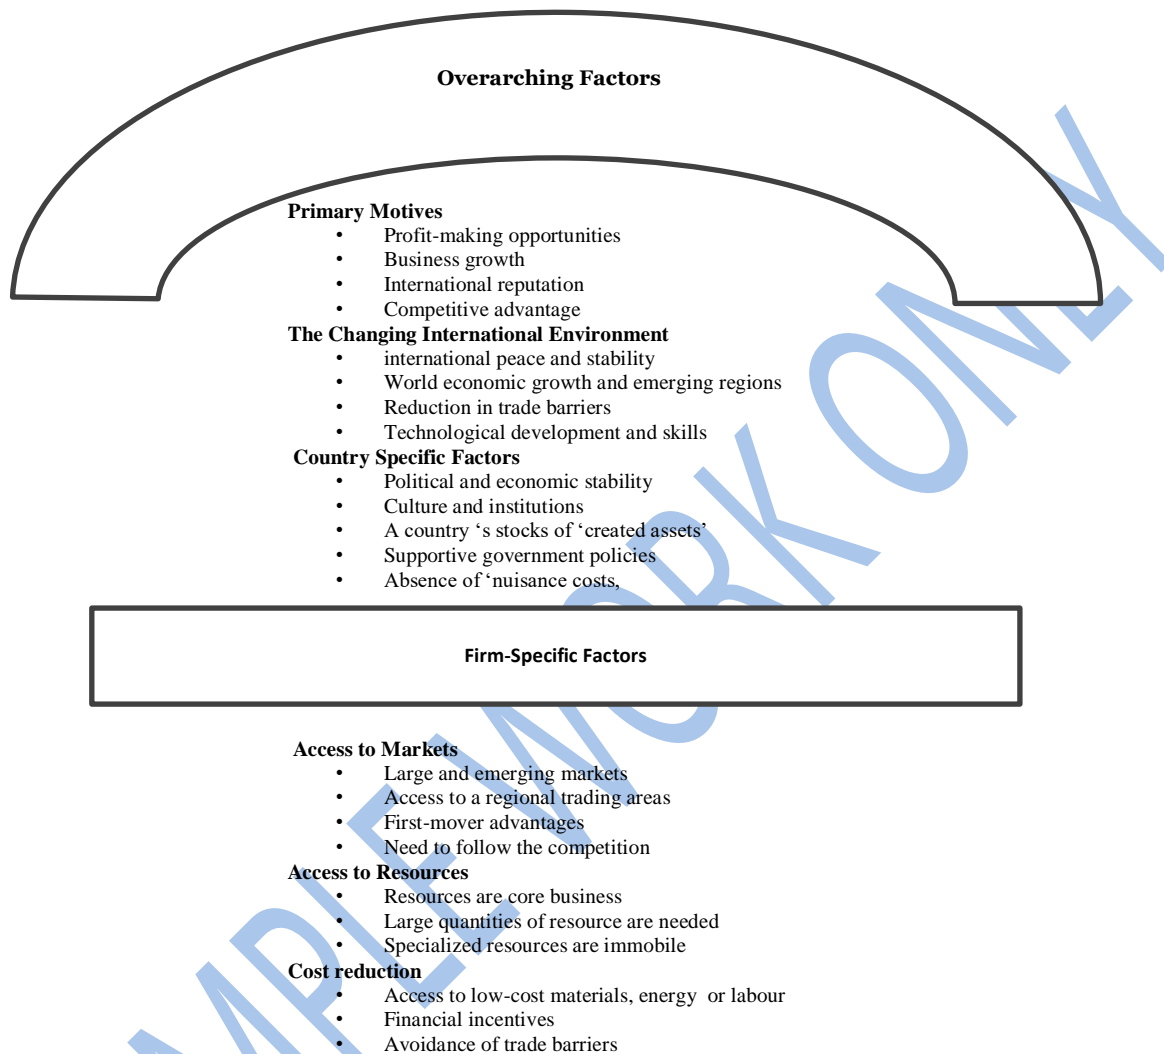 Overarching Factors
Primary Motives
• Profit-making opportunities
• Business growth
• International reputation
• Competitive advantage
The Changing International Environment
• international peace and stability
• World economic growth and emerging regions
• Reduction in trade barriers
• Technological development and skills
Country Specific Factors
• Political and economic stability
• Culture and institutions
• A country ‘s stocks of ‘created assets’
• Supportive government policies
• Absence of ‘nuisance costs,
Firm-Specific Factors
Access to Markets
• Large and emerging markets
• Access to a regional trading areas
• First-mover advantages
• Need to follow the competition
Access to Resources
• Resources are core business
• Large quantities of resource are needed
• Specialized resources are immobile
Cost reduction
• Access to low-cost materials, energy or labour
• Financial incentives
• Avoidance of trade barriers
MPLE WORK ONLY